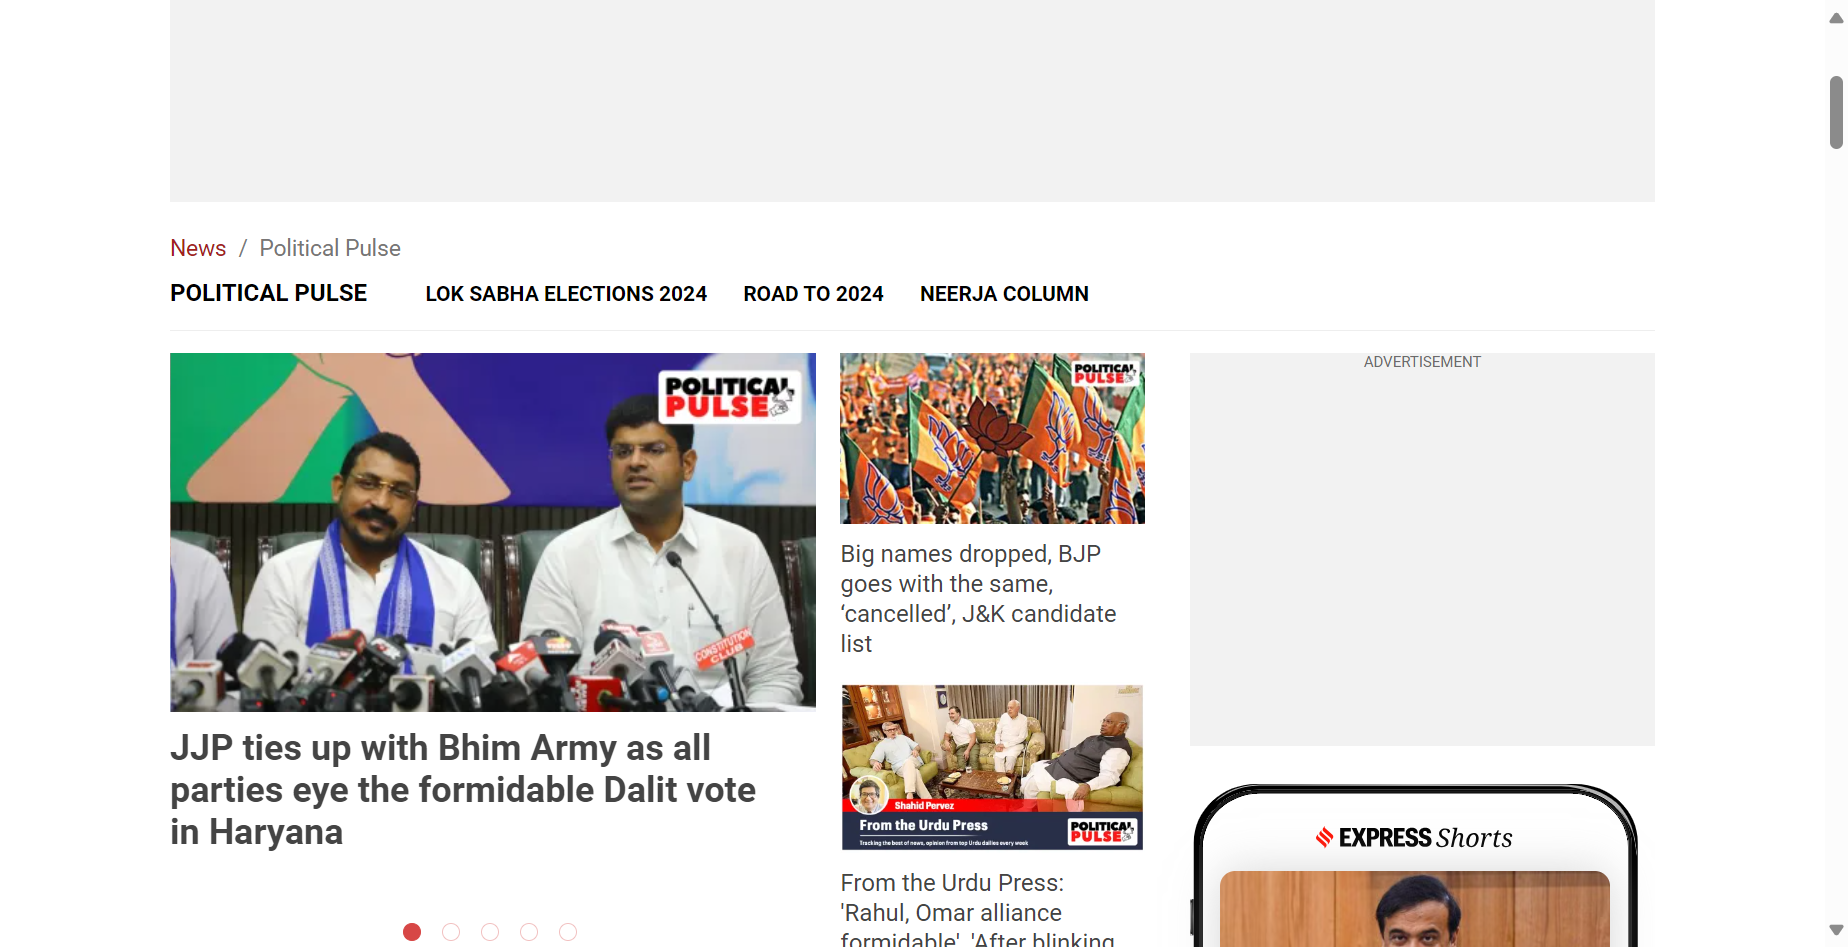 News / Political Pulse
POLITICAL PULSE LOK SABHA ELECTIONS 2024 ROAD TO 2024 NEERJA COLUMN
POLITICAL
PULSE
CONSTITUTION
CLUB
JJP ties up with Bhim Army as all
parties eye the formidable Dalit vote
in Haryana
POLITICAL
PULSE
Big names dropped, BJP
goes with the same,
‘cancelled’, J&K candidate
list
Shahid Pervez
From the Urdu Press
Tracking the best of news, opinion from top Urdu dailies every week
POLITICAL
PULSE
From the Urdu Press:
'Rahul, Omar alliance
formidable', 'After blinking
ADVERTISEMENT
EXPRESS Shorts